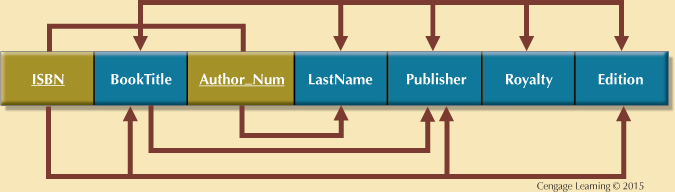 ISBN BookTitle Author_Num LastName Publisher Royalty Edition
Cengage Learning © 2015